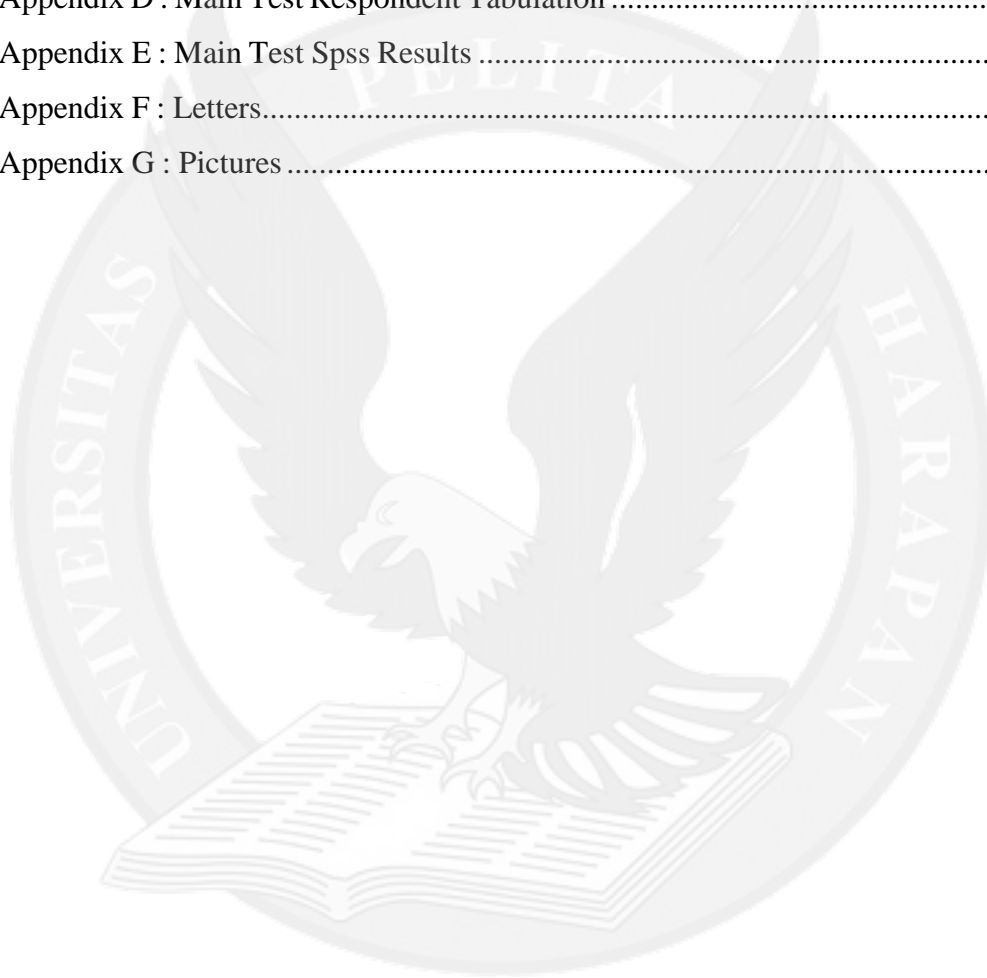 Appendix D : Main Test Respondent Tabulation ........................................................
Appendix E : Main Test Spss Results ..........................................................................
Appendix F : Letters.....................................................................................................
Appendix G : Pictures ..................................................................................................
UNIVERSITAS PELITA HARAPAN